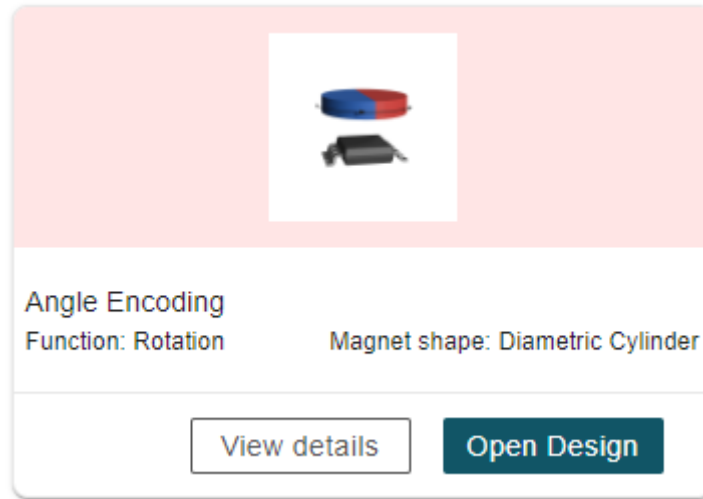 Angle Encoding
Function: Rotation Magnet shape: Diametric Cylinder
View details Open Design